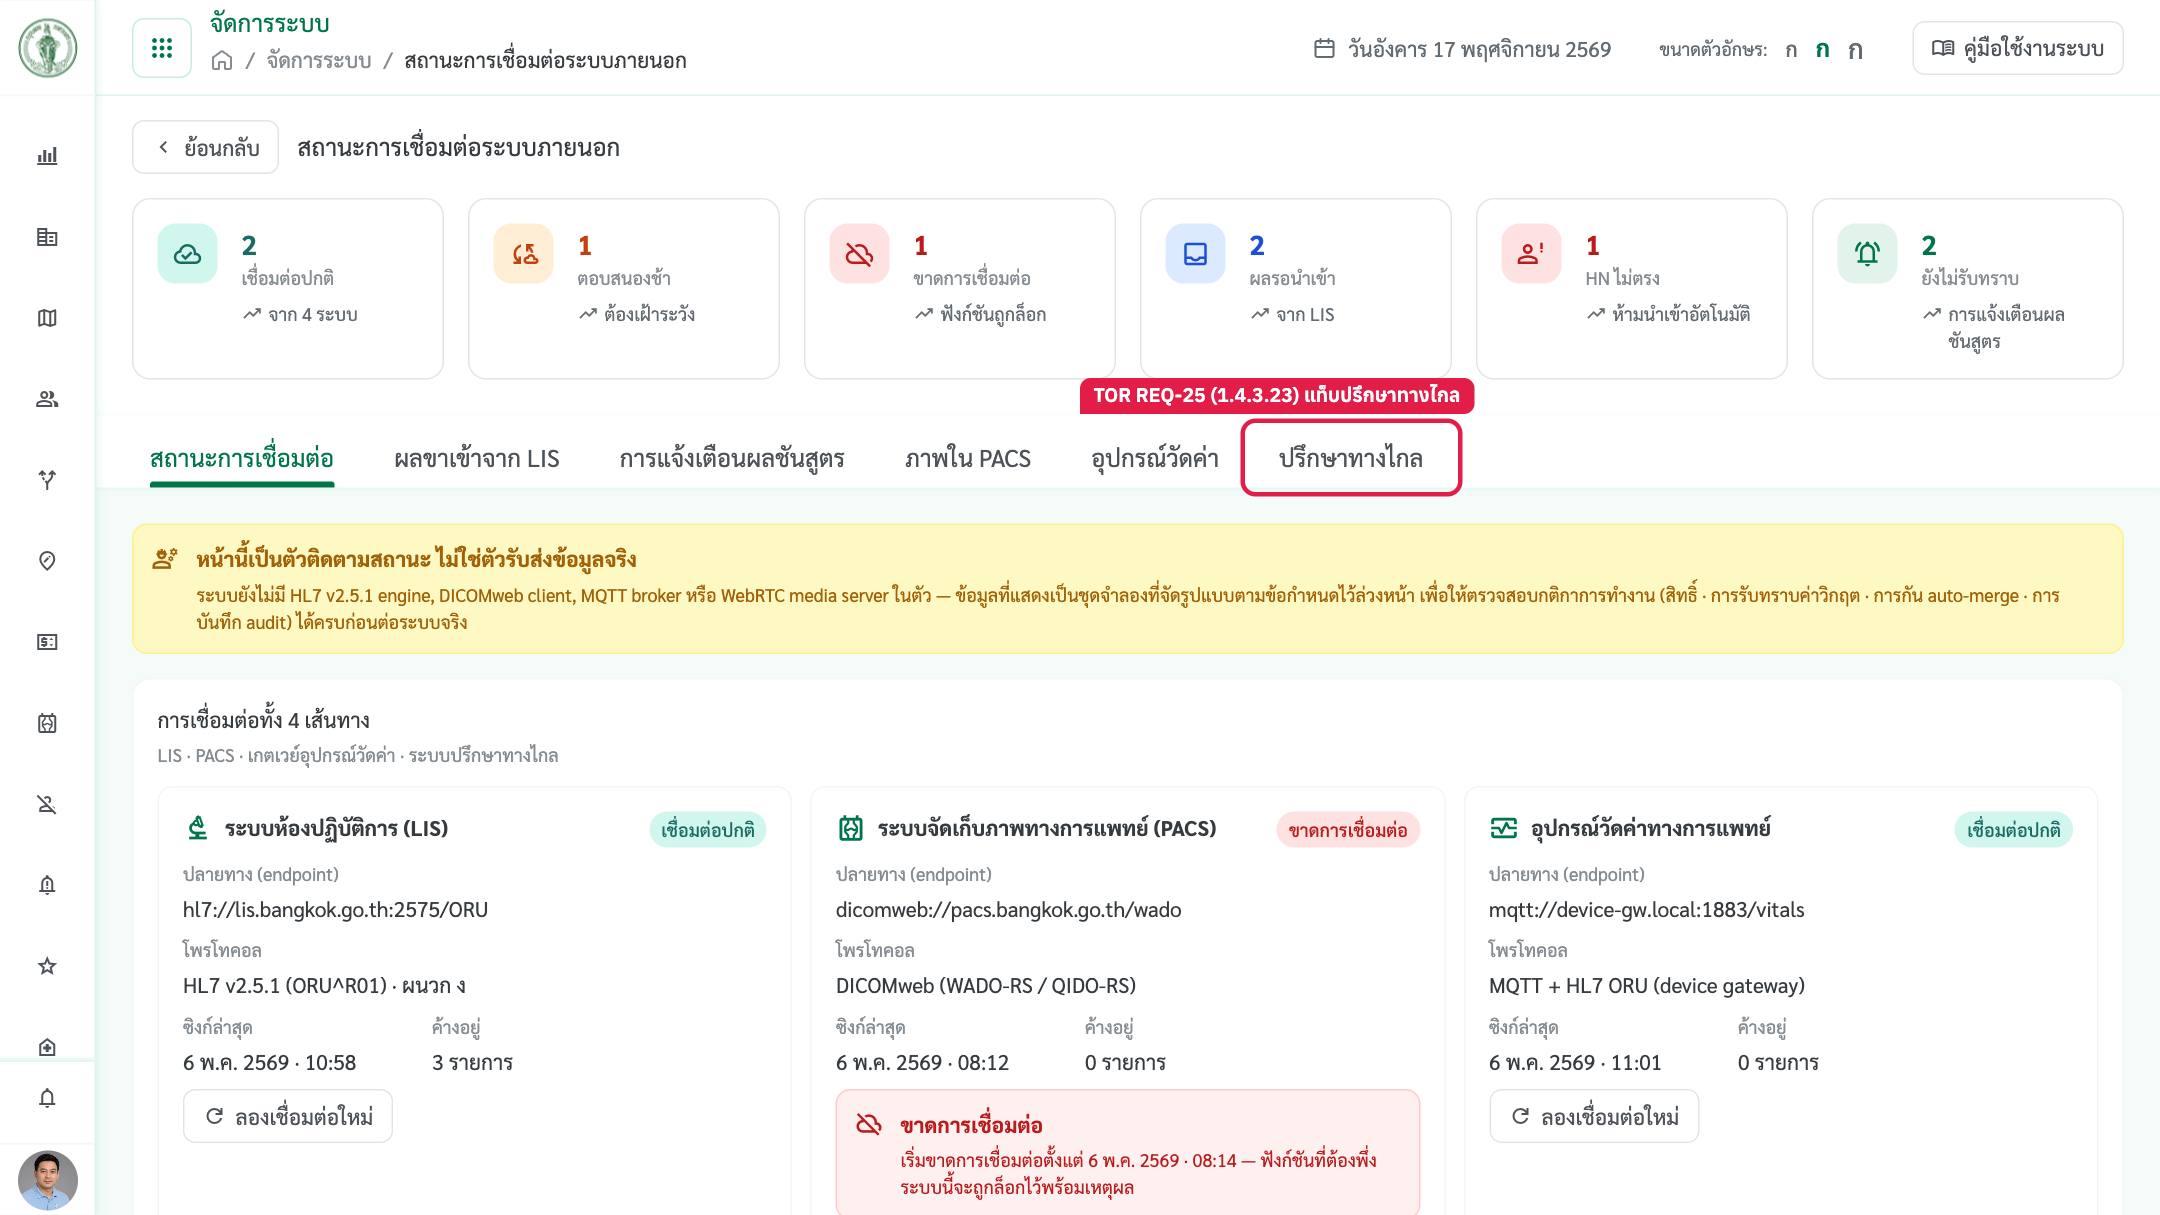 จัดการระบบ
/ จัดการระบบ / สถานะการเชื่อมต่อระบบภายนอก
วันอังคาร 17 พฤศจิกายน 2569
ขนาดตัวอักษร: ก ก ก
คู่มือใช้งานระบบ
ย้อนกลับ
สถานะการเชื่อมต่อระบบภายนอก
2
เชื่อมต่อปกติ
จาก 4 ระบบ
1
ตอบสนองช้า
ต้องเฝ้าระวัง
1
ขาดการเชื่อมต่อ
ฟังก์ชันถูกล็อก
2
ผลรอนำเข้า
จาก LIS
1
HN ไม่ตรง
ห้ามนำเข้าอัตโนมัติ
2
ยังไม่รับทราบ
การแจ้งเตือนผล
ชันสูตร
TOR REQ-25 (1.4.3.23) แท็บปรึกษาทางไกล
สถานะการเชื่อมต่อ
ผลขาเข้าจาก LIS
การแจ้งเตือนผลชันสูตร
ภาพใน PACS
อุปกรณ์วัดค่า
ปรึกษาทางไกล
หน้านี้เป็นตัวติดตามสถานะ ไม่ใช่ตัวรับส่งข้อมูลจริง
ระบบยังไม่มี HL7 v2.5.1 engine, DICOMweb client, MQTT broker หรือ WebRTC media server ในตัว — ข้อมูลที่แสดงเป็นชุดจำลองที่จัดรูปแบบตามข้อกำหนดไว้ล่วงหน้า เพื่อให้ตรวจสอบกติกาการทำงาน (สิทธิ์ · การรับทราบค่าวิกฤต · การกัน auto-merge · การ
บันทึก audit) ได้ครบก่อนต่อระบบจริง
การเชื่อมต่อทั้ง 4 เส้นทาง
LIS · PACS · เกตเวย์อุปกรณ์วัดค่า · ระบบปรึกษาทางไกล
ระบบห้องปฏิบัติการ (LIS)
เชื่อมต่อปกติ
ปลายทาง (endpoint)
hl7://lis.bangkok.go.th:2575/ORU
โพรโทคอล
HL7 v2.5.1 (ORU^R01) · ผนวก ง
ซิงก์ล่าสุด
ค้างอยู่
6 พ.ค. 2569 · 10:58
3 รายการ
ลองเชื่อมต่อใหม่
ระบบจัดเก็บภาพทางการแพทย์ (PACS)
ขาดการเชื่อมต่อ
ปลายทาง (endpoint)
dicomweb://pacs.bangkok.go.th/wado
โพรโทคอล
DICOMweb (WADO-RS / QIDO-RS)
ซิงก์ล่าสุด
ค้างอยู่
6 พ.ค. 2569 · 08:12
0 รายการ
ขาดการเชื่อมต่อ
เริ่มขาดการเชื่อมต่อตั้งแต่ 6 พ.ค. 2569 · 08:14 — ฟังก์ชันที่ต้องพึ่ง
ระบบนี้จะถูกล็อกไว้พร้อมเหตุผล
อุปกรณ์วัดค่าทางการแพทย์
เชื่อมต่อปกติ
ปลายทาง (endpoint)
mqtt://device-gw.local:1883/vitals
โพรโทคอล
MQTT + HL7 ORU (device gateway)
ซิงก์ล่าสุด
ค้างอยู่
6 พ.ค. 2569 · 11:01
0 รายการ
ลองเชื่อมต่อใหม่